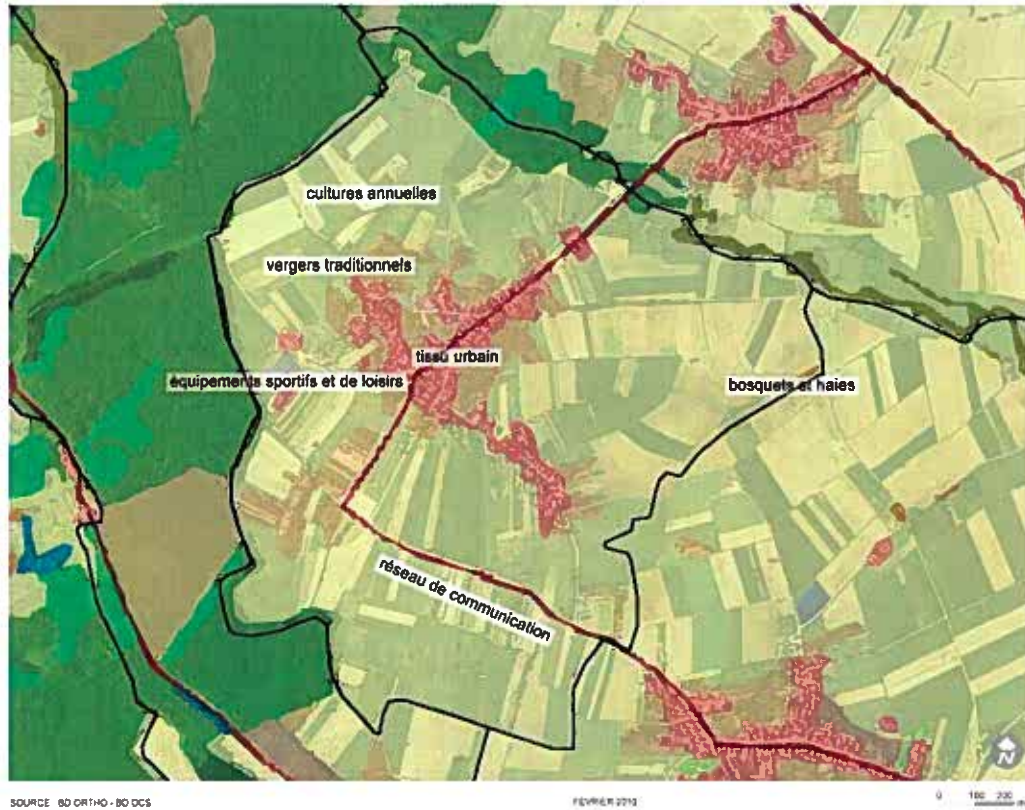 cultures annuelles
vergers traditionnels
tissu urbain
équipements sportifs et de loisirs
bosquets et haies
réseau de communication
N
SOURCE BD ORTHO - BD OCS
FEVRIER 2010
0 100 200